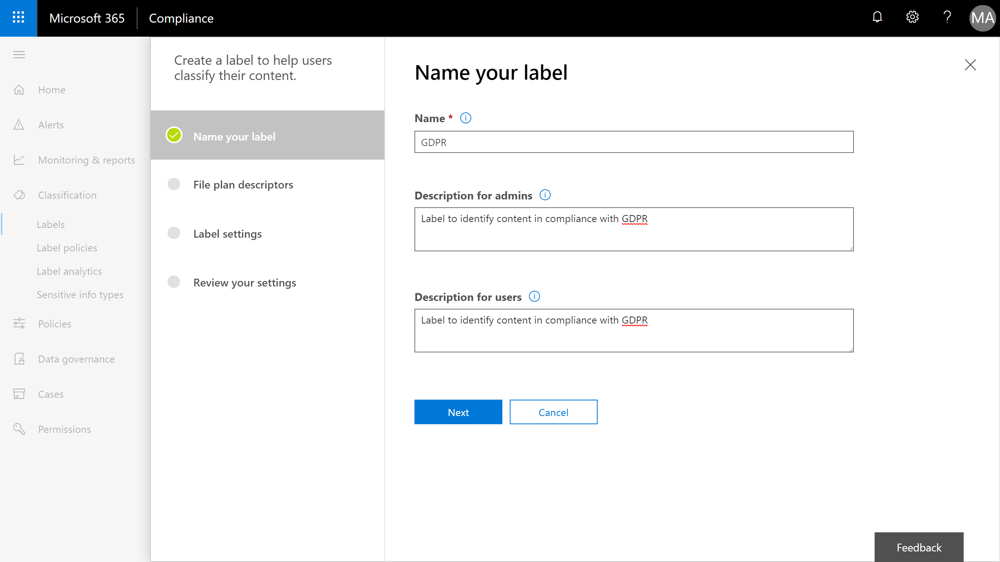 Microsoft 365
Compliance
MA
Home
Alerts
Monitoring & reports
Classification
Labels
Label policies
Label analytics
Sensitive info types
Policies
Data governance
Cases
Permissions
Create a label to help users
classify their content.
Name your label
File plan descriptors
Label settings
Review your settings
Name your label
Name *
GDPR
Description for admins
Label to identify content in compliance with GDPR
Description for users
Label to identify content in compliance with GDPR
Next
Cancel
Feedback